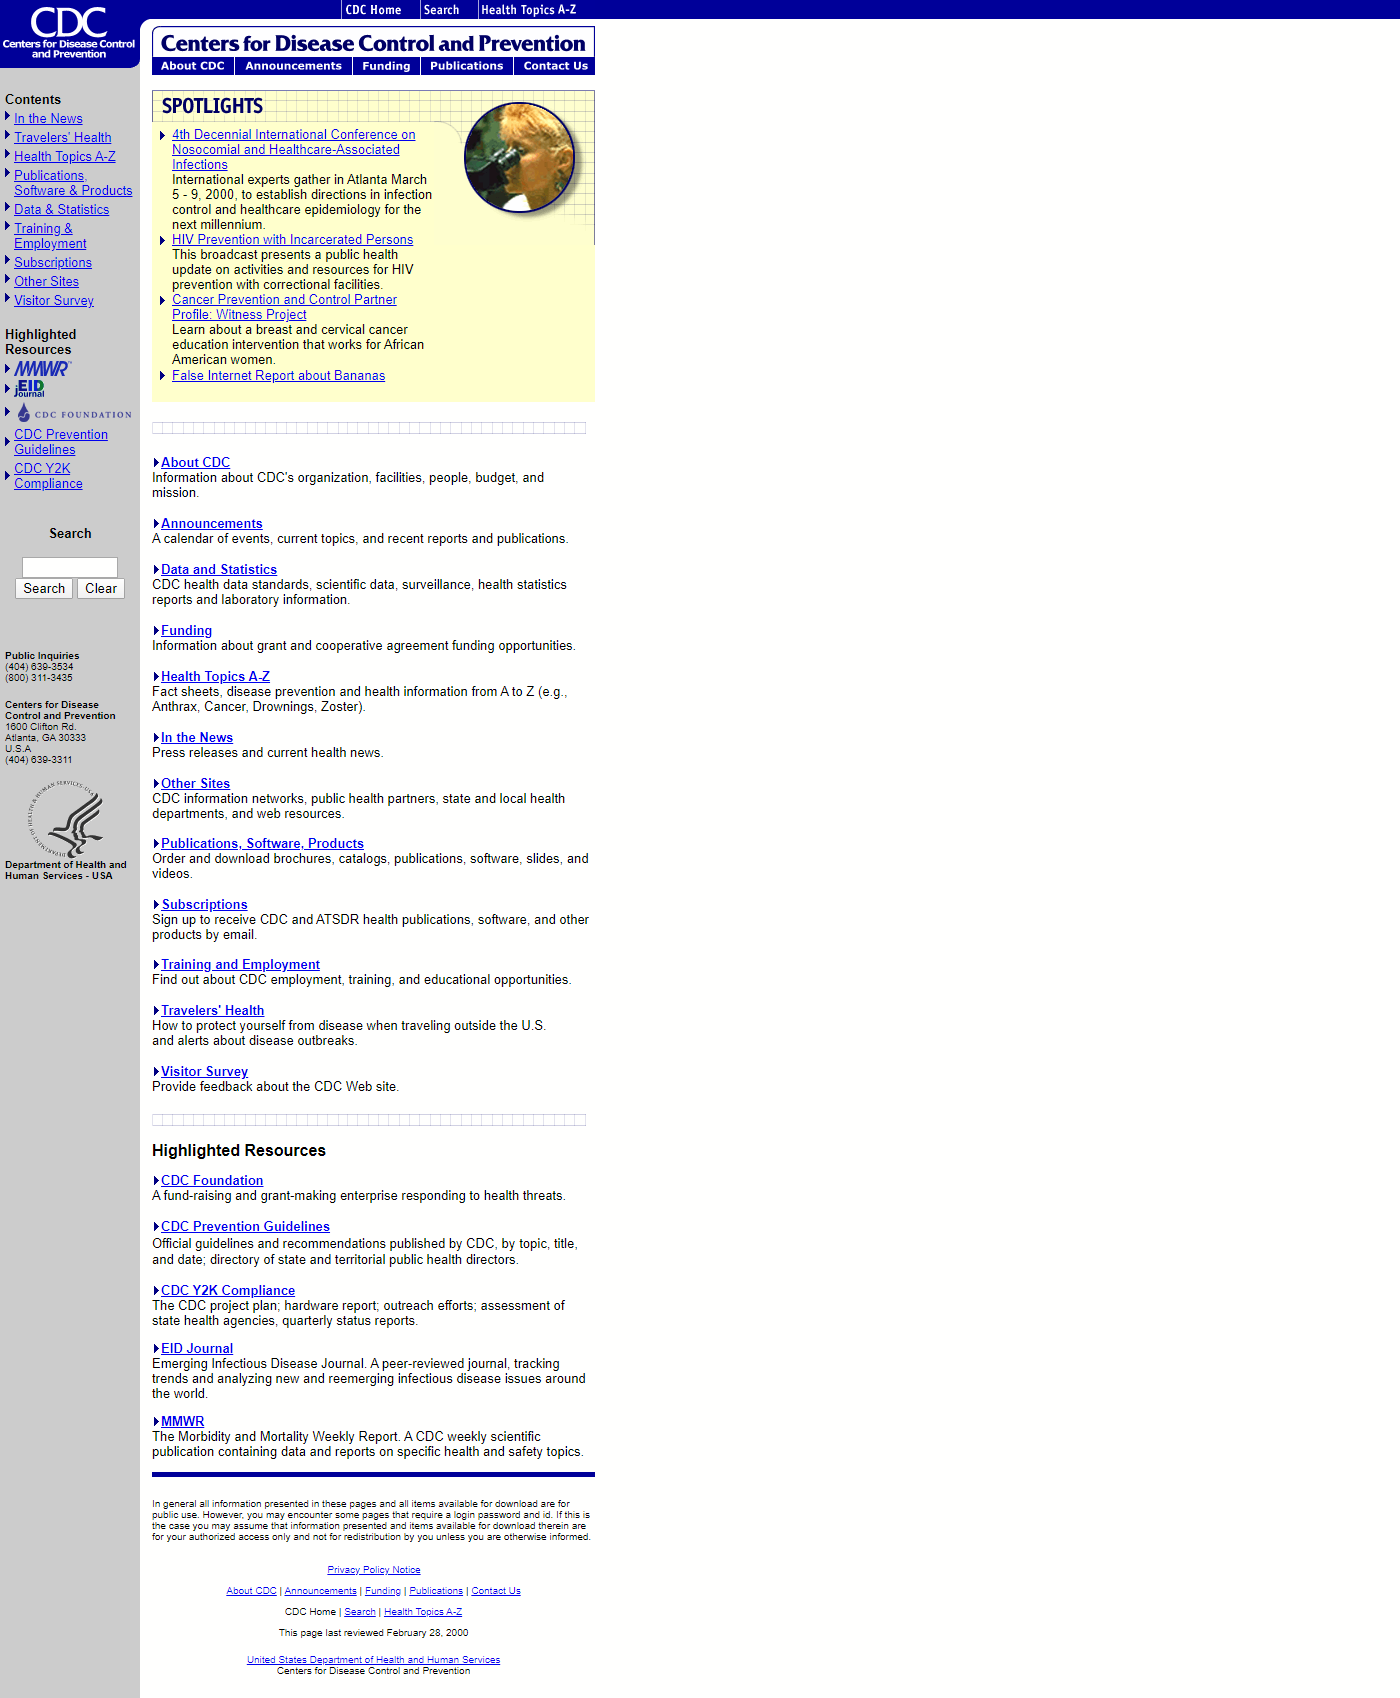 CDC Home
Search
Health Topics A-Z
CDC
Centers for Disease Control
and Prevention
Centers for Disease Control and Prevention
About CDC
Announcements
Funding
Publications
Contact Us
Contents
In the News
Travelers' Health
Health Topics A-Z
Publications,
Software & Products
Data & Statistics
Training &
Employment
Subscriptions
Other Sites
Visitor Survey
Highlighted
Resources
MMWR
EID
Journal
CDC FOUNDATION
CDC Prevention
Guidelines
CDC Y2K
Compliance
Search
Search
Clear
Public Inquiries
(404) 639-3534
(800) 311-3435
Centers for Disease
Control and Prevention
1600 Clifton Rd.
Atlanta, GA 30333
U.S.A
(404) 639-3311
DEPARTMENT OF HEALTH & HUMAN SERVICES-USA
Department of Health and
Human Services - USA
SPOTLIGHTS
4th Decennial International Conference on
Nosocomial and Healthcare-Associated
Infections
International experts gather in Atlanta March
5 - 9, 2000, to establish directions in infection
control and healthcare epidemiology for the
next millennium.
HIV Prevention with Incarcerated Persons
This broadcast presents a public health
update on activities and resources for HIV
prevention with correctional facilities.
Cancer Prevention and Control Partner
Profile: Witness Project
Learn about a breast and cervical cancer
education intervention that works for African
American women.
False Internet Report about Bananas
About CDC
Information about CDC's organization, facilities, people, budget, and
mission.
Announcements
A calendar of events, current topics, and recent reports and publications.
Data and Statistics
CDC health data standards, scientific data, surveillance, health statistics
reports and laboratory information.
Funding
Information about grant and cooperative agreement funding opportunities.
Health Topics A-Z
Fact sheets, disease prevention and health information from A to Z (e.g.,
Anthrax, Cancer, Drownings, Zoster).
In the News
Press releases and current health news.
Other Sites
CDC information networks, public health partners, state and local health
departments, and web resources.
Publications, Software, Products
Order and download brochures, catalogs, publications, software, slides, and
videos.
Subscriptions
Sign up to receive CDC and ATSDR health publications, software, and other
products by email.
Training and Employment
Find out about CDC employment, training, and educational opportunities.
Travelers' Health
How to protect yourself from disease when traveling outside the U.S.
and alerts about disease outbreaks.
Visitor Survey
Provide feedback about the CDC Web site.
Highlighted Resources
CDC Foundation
A fund-raising and grant-making enterprise responding to health threats.
CDC Prevention Guidelines
Official guidelines and recommendations published by CDC, by topic, title,
and date; directory of state and territorial public health directors.
CDC Y2K Compliance
The CDC project plan; hardware report; outreach efforts; assessment of
state health agencies, quarterly status reports.
EID Journal
Emerging Infectious Disease Journal. A peer-reviewed journal, tracking
trends and analyzing new and reemerging infectious disease issues around
the world.
MMWR
The Morbidity and Mortality Weekly Report. A CDC weekly scientific
publication containing data and reports on specific health and safety topics.
In general all information presented in these pages and all items available for download are for
public use. However, you may encounter some pages that require a login password and id. If this is
the case you may assume that information presented and items available for download therein are
for your authorized access only and not for redistribution by you unless you are otherwise informed.
Privacy Policy Notice
About CDC | Announcements | Funding | Publications | Contact Us
CDC Home | Search | Health Topics A-Z
This page last reviewed February 28, 2000
United States Department of Health and Human Services
Centers for Disease Control and Prevention